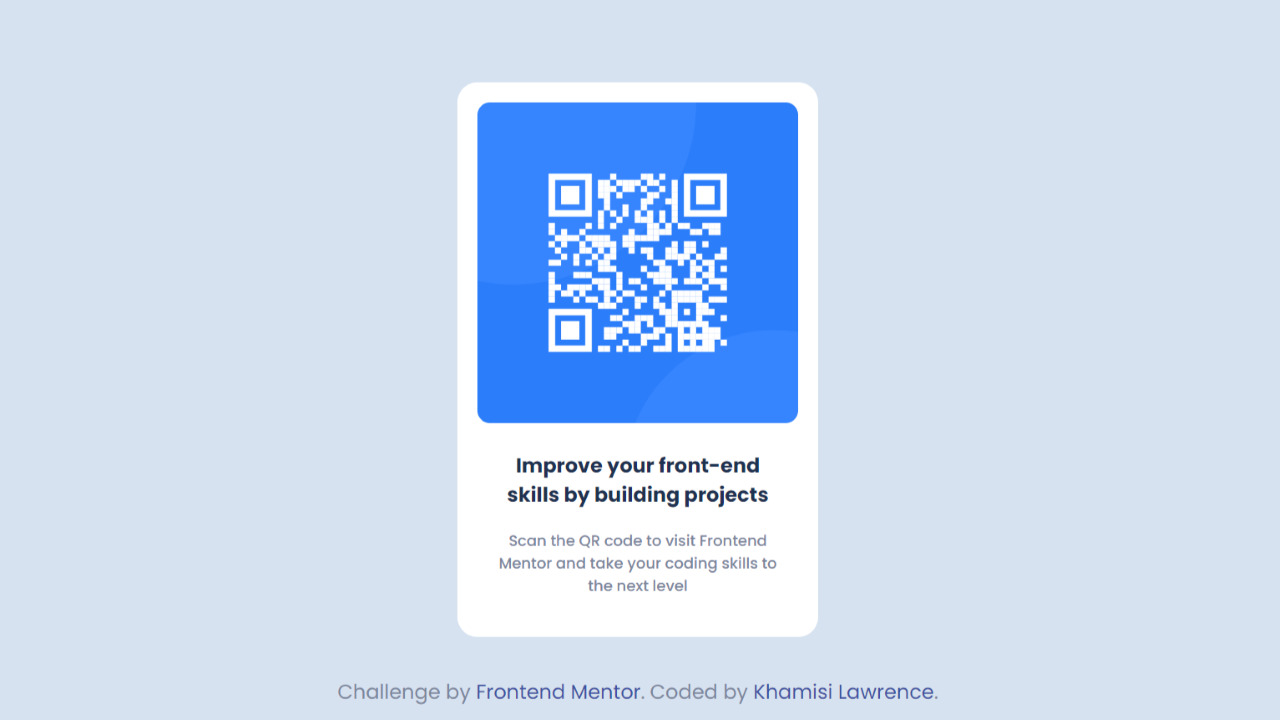 Improve your front-end
skills by building projects
Scan the QR code to visit Frontend
Mentor and take your coding skills to
the next level
Challenge by Frontend Mentor. Coded by Khamisi Lawrence.